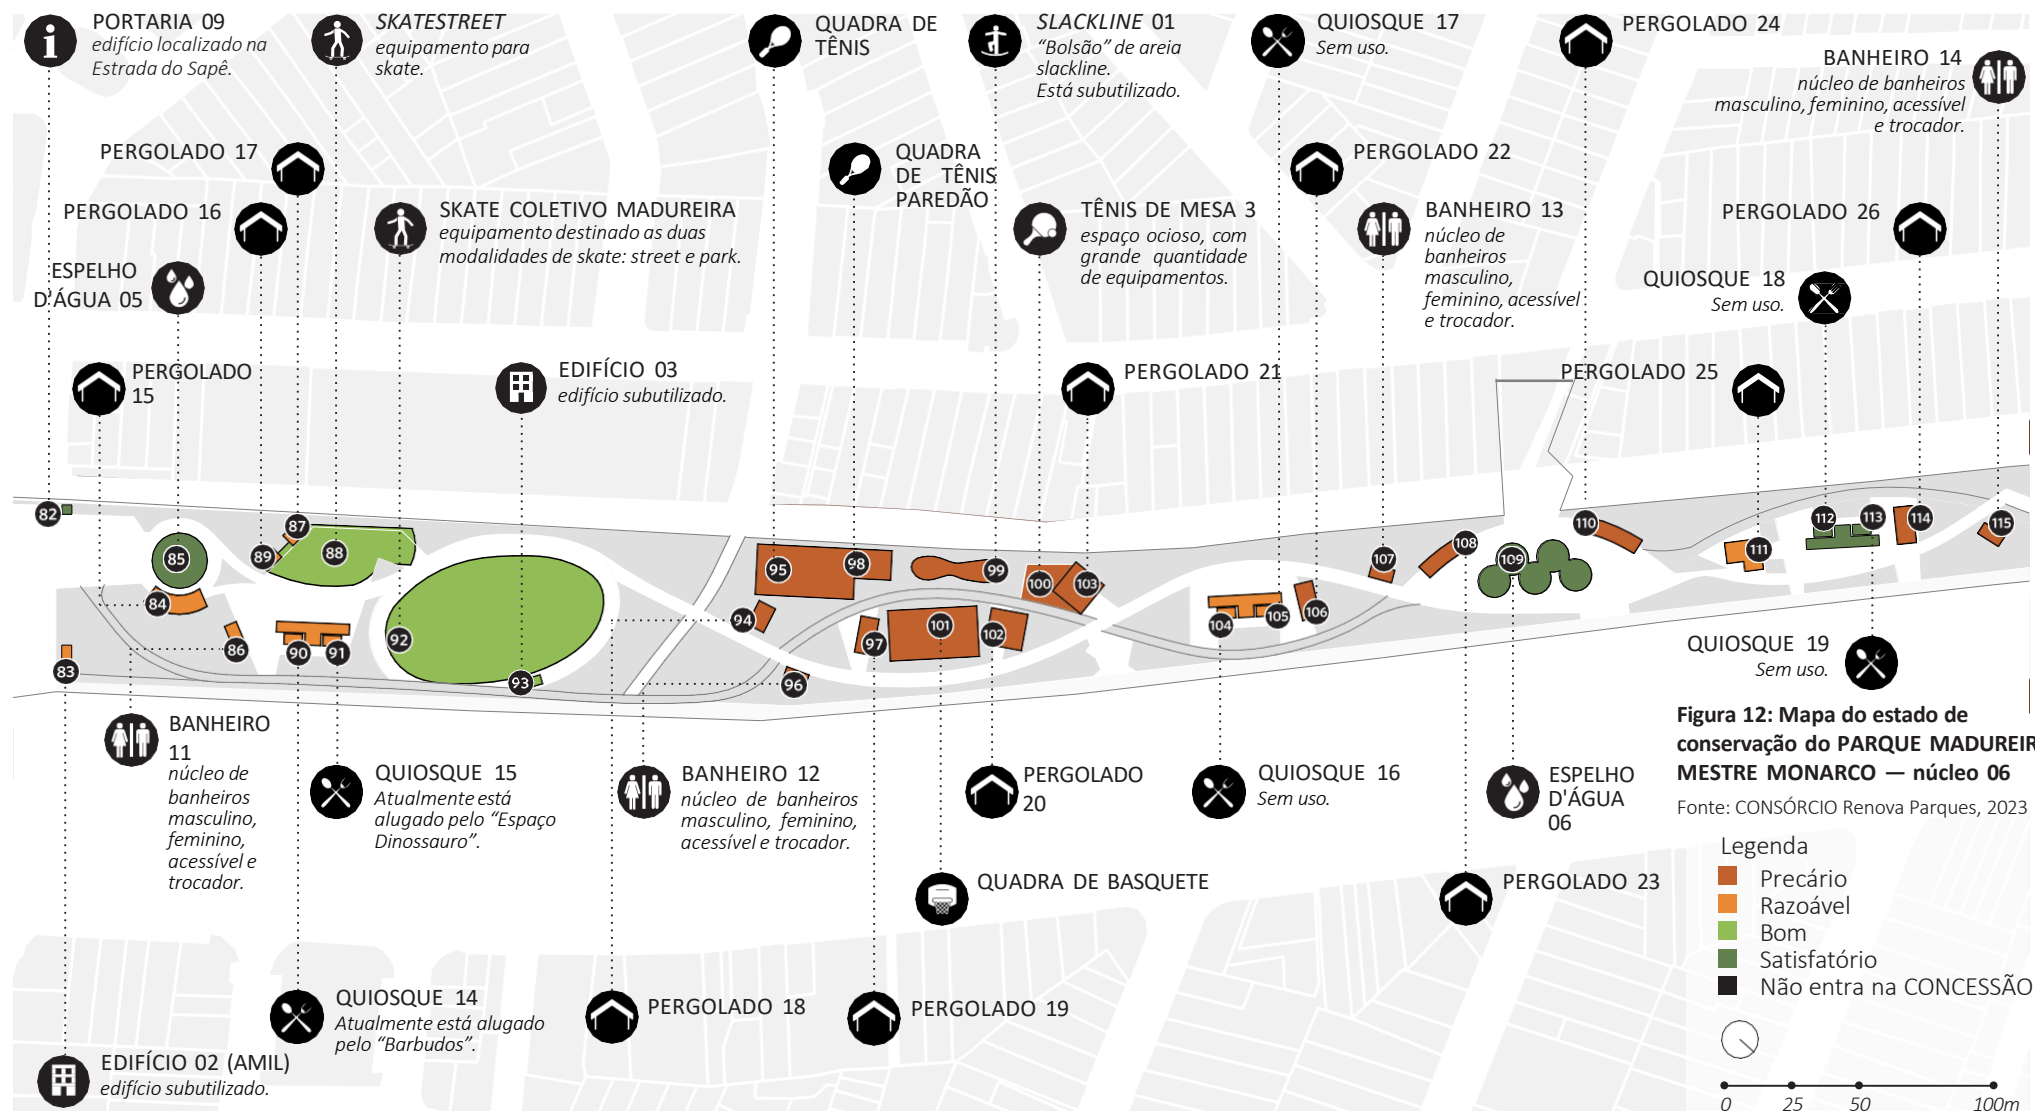 PORTARIA 09
edifício localizado na
Estrada do Sapê.
SKATESTREET
equipamento para
skate.
QUADRA DE
TÊNIS
SLACKLINE 01
“Bolsão” de areia
slackline.
Está subutilizado.
QUIOSQUE 17
Sem uso.
PERGOLADO 24
BANHEIRO 14
núcleo de banheiros
masculino, feminino, acessível
e trocador.
PERGOLADO 17
QUADRA
DE TÊNIS
PAREDÃO
PERGOLADO 22
PERGOLADO 16
SKATE COLETIVO MADUREIRA
equipamento destinado as duas
modalidades de skate: street e park.
TÊNIS DE MESA 3
espaço ocioso, com
grande quantidade
de equipamentos.
BANHEIRO 13
núcleo de
banheiros
masculino,
feminino, acessível
e trocador.
PERGOLADO 26
ESPELHO
D'ÁGUA 05
QUIOSQUE 18
Sem uso.
PERGOLADO
15
EDIFÍCIO 03
edifício subutilizado.
PERGOLADO 21
PERGOLADO 25
82
83
84
85
86
87
88
89
90
91
92
93
94
95
96
97
98
99
100
101
102
103
104
105
106
107
108
109
110
111
112
113
114
115
QUIOSQUE 19
Sem uso.
BANHEIRO
11
núcleo de
banheiros
masculino,
feminino,
acessível e
trocador.
QUIOSQUE 15
Atualmente está
alugado pelo “Espaço
Dinossauro”.
BANHEIRO 12
núcleo de banheiros
masculino, feminino,
acessível e trocador.
PERGOLADO
20
QUIOSQUE 16
Sem uso.
ESPELHO
D'ÁGUA
06
QUADRA DE BASQUETE
PERGOLADO 23
QUIOSQUE 14
Atualmente está alugado
pelo “Barbudos”.
PERGOLADO 18
PERGOLADO 19
EDIFÍCIO 02 (AMIL)
edifício subutilizado.
Figura 12: Mapa do estado de
conservação do PARQUE MADUREIR
MESTRE MONARCO — núcleo 06
Fonte: CONSÓRCIO Renova Parques, 2023
Legenda
Precário
Razoável
Bom
Satisfatório
Não entra na CONCESSÃO
0 25 50 100m